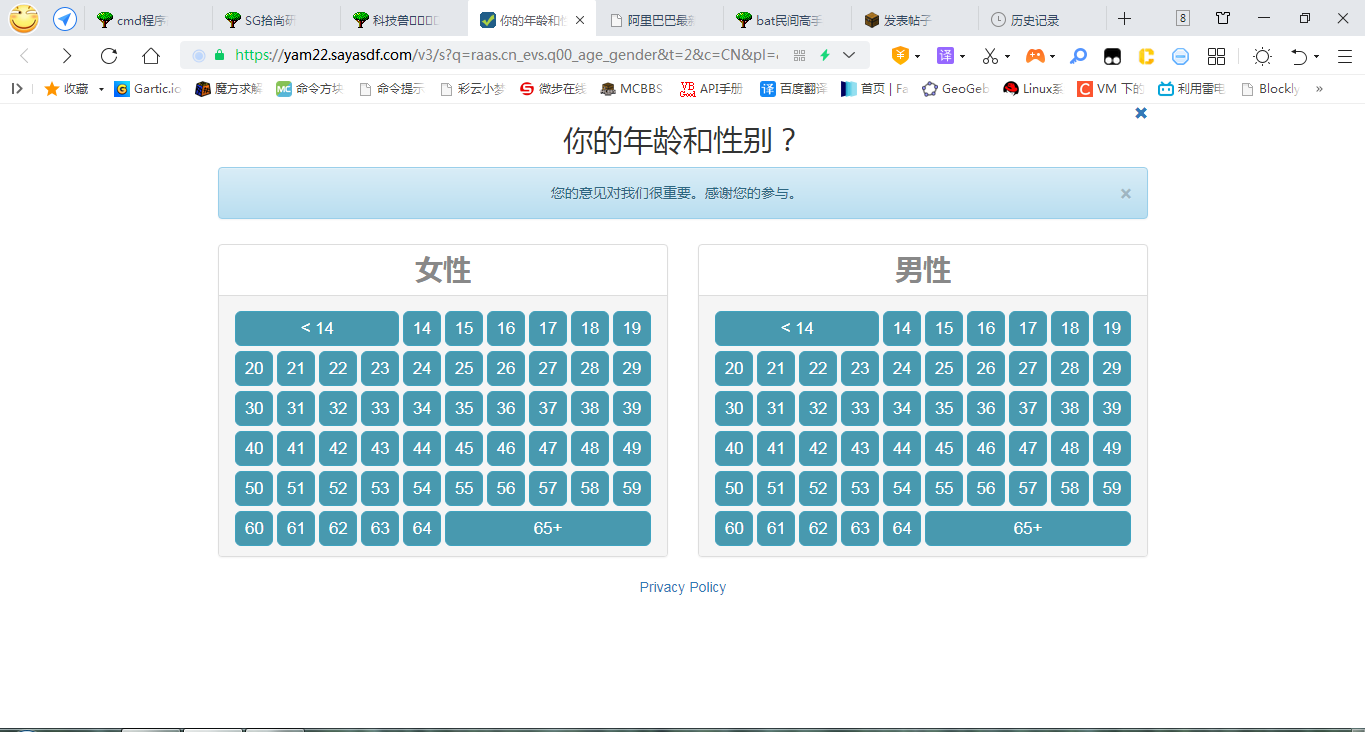 cmd程序
SG拾尚研
科技兽
你的年龄和性
阿里巴巴最新
bat民间高手
发表帖子
历史记录
8
https://yam22.sayasdf.com/v3/s?q=raas.cn_evs.q00_age_gender&t=2&c=CN&pl=
译
收藏
Gartic.io
魔方求解
MC
命令方块
命令提示
彩云小梦
微步在线
MCBBS
API手册
译
百度翻译
首页 | Fa
GeoGeb
Linux系
C
VM 下的
利用雷电
Blockly
»
你的年龄和性别？
您的意见对我们很重要。感谢您的参与。
×
女性
< 14 14 15 16 17 18 19
20 21 22 23 24 25 26 27 28 29
30 31 32 33 34 35 36 37 38 39
40 41 42 43 44 45 46 47 48 49
50 51 52 53 54 55 56 57 58 59
60 61 62 63 64 65+
男性
< 14 14 15 16 17 18 19
20 21 22 23 24 25 26 27 28 29
30 31 32 33 34 35 36 37 38 39
40 41 42 43 44 45 46 47 48 49
50 51 52 53 54 55 56 57 58 59
60 61 62 63 64 65+
Privacy Policy